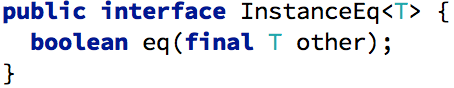 public interface InstanceEq<T> {
  boolean eq(final T other);
}